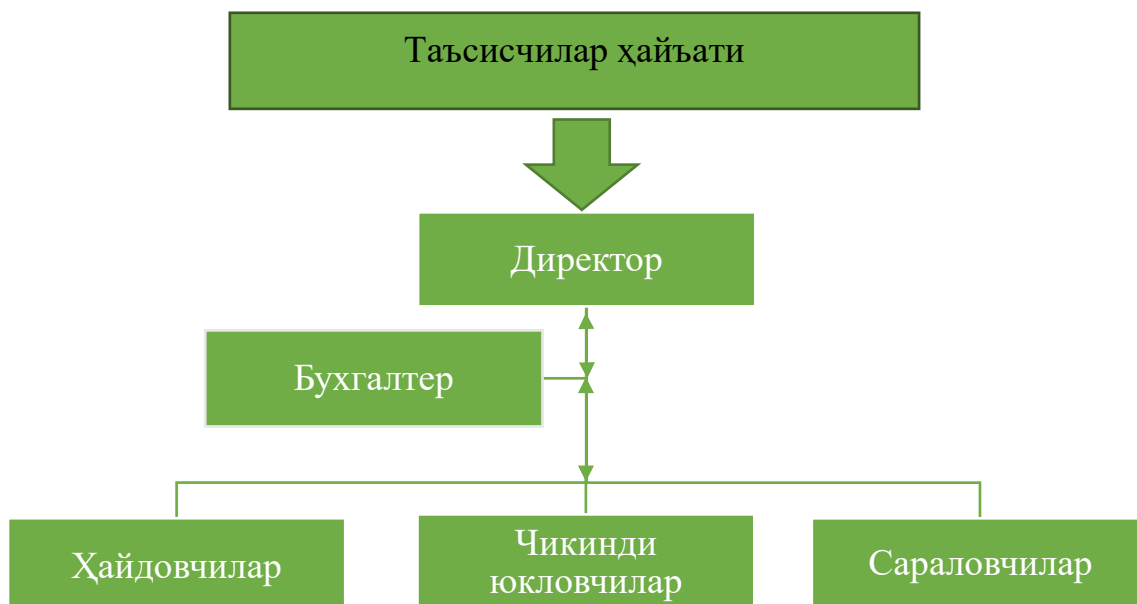 Таъсисчилар ҳайъати
Директор
Бухгалтер
Ҳайдовчилар
Чикинди
юкловчилар
Сараловчилар